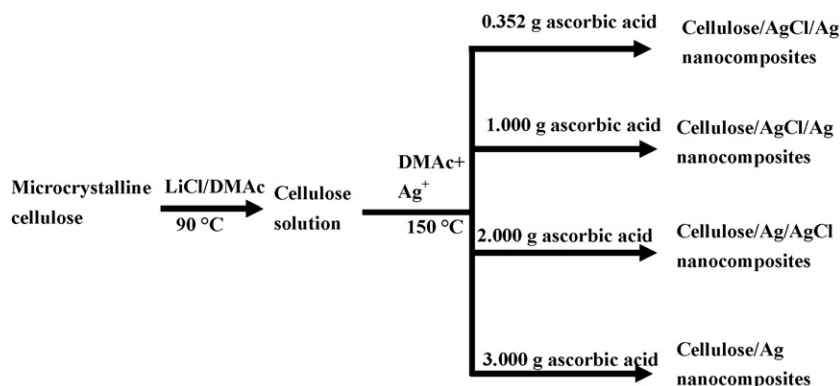 Microcrystalline
cellulose
LiCl/DMAc
90 °C
Cellulose
solution
DMAc+
Ag⁺
150 °C
0.352 g ascorbic acid
Cellulose/AgCl/Ag
nanocomposites
1.000 g ascorbic acid
Cellulose/AgCl/Ag
nanocomposites
2.000 g ascorbic acid
Cellulose/Ag/AgCl
nanocomposites
3.000 g ascorbic acid
Cellulose/Ag
nanocomposites